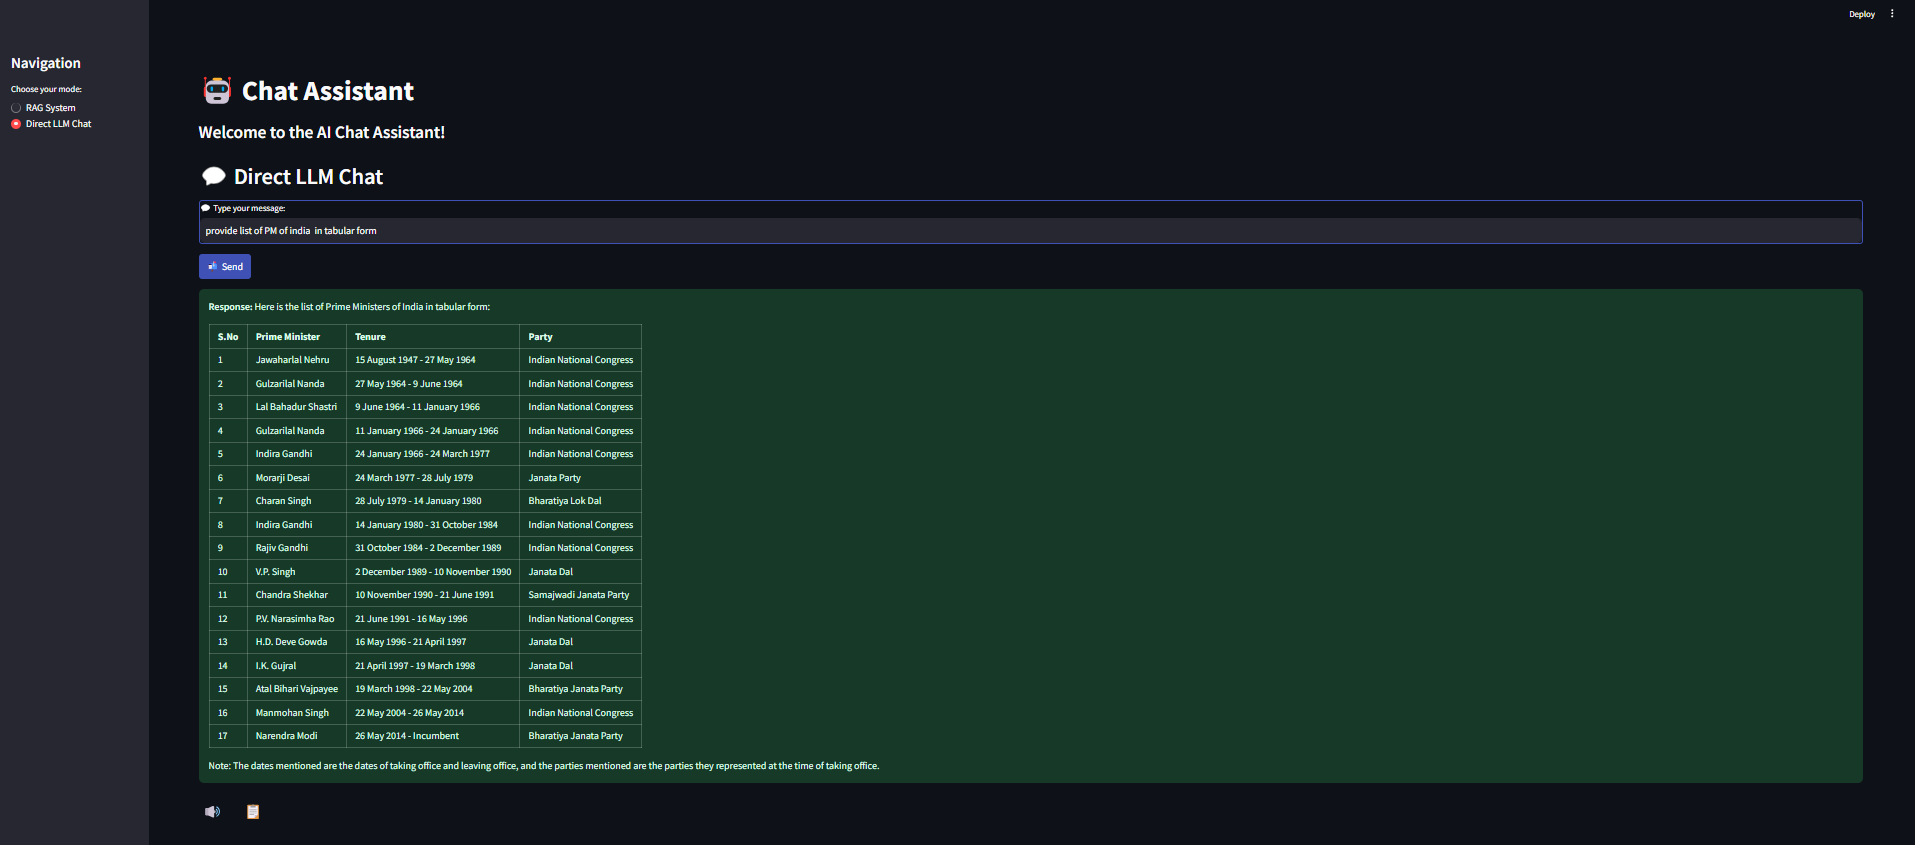 Deploy
Navigation
Choose your mode:
RAG System
Direct LLM Chat
Chat Assistant
Welcome to the AI Chat Assistant!
Direct LLM Chat
Type your message:
provide list of PM of india in tabular form
Send
Response: Here is the list of Prime Ministers of India in tabular form:
S.No Prime Minister Tenure Party
1 Jawaharlal Nehru 15 August 1947 - 27 May 1964 Indian National Congress
2 Gulzarilal Nanda 27 May 1964 - 9 June 1964 Indian National Congress
3 Lal Bahadur Shastri 9 June 1964 - 11 January 1966 Indian National Congress
4 Gulzarilal Nanda 11 January 1966 - 24 January 1966 Indian National Congress
5 Indira Gandhi 24 January 1966 - 24 March 1977 Indian National Congress
6 Morarji Desai 24 March 1977 - 28 July 1979 Janata Party
7 Charan Singh 28 July 1979 - 14 January 1980 Bharatiya Lok Dal
8 Indira Gandhi 14 January 1980 - 31 October 1984 Indian National Congress
9 Rajiv Gandhi 31 October 1984 - 2 December 1989 Indian National Congress
10 V.P. Singh 2 December 1989 - 10 November 1990 Janata Dal
11 Chandra Shekhar 10 November 1990 - 21 June 1991 Samajwadi Janata Party
12 P.V. Narasimha Rao 21 June 1991 - 16 May 1996 Indian National Congress
13 H.D. Deve Gowda 16 May 1996 - 21 April 1997 Janata Dal
14 I.K. Gujral 21 April 1997 - 19 March 1998 Janata Dal
15 Atal Bihari Vajpayee 19 March 1998 - 22 May 2004 Bharatiya Janata Party
16 Manmohan Singh 22 May 2004 - 26 May 2014 Indian National Congress
17 Narendra Modi 26 May 2014 - Incumbent Bharatiya Janata Party
Note: The dates mentioned are the dates of taking office and leaving office, and the parties mentioned are the parties they represented at the time of taking office.